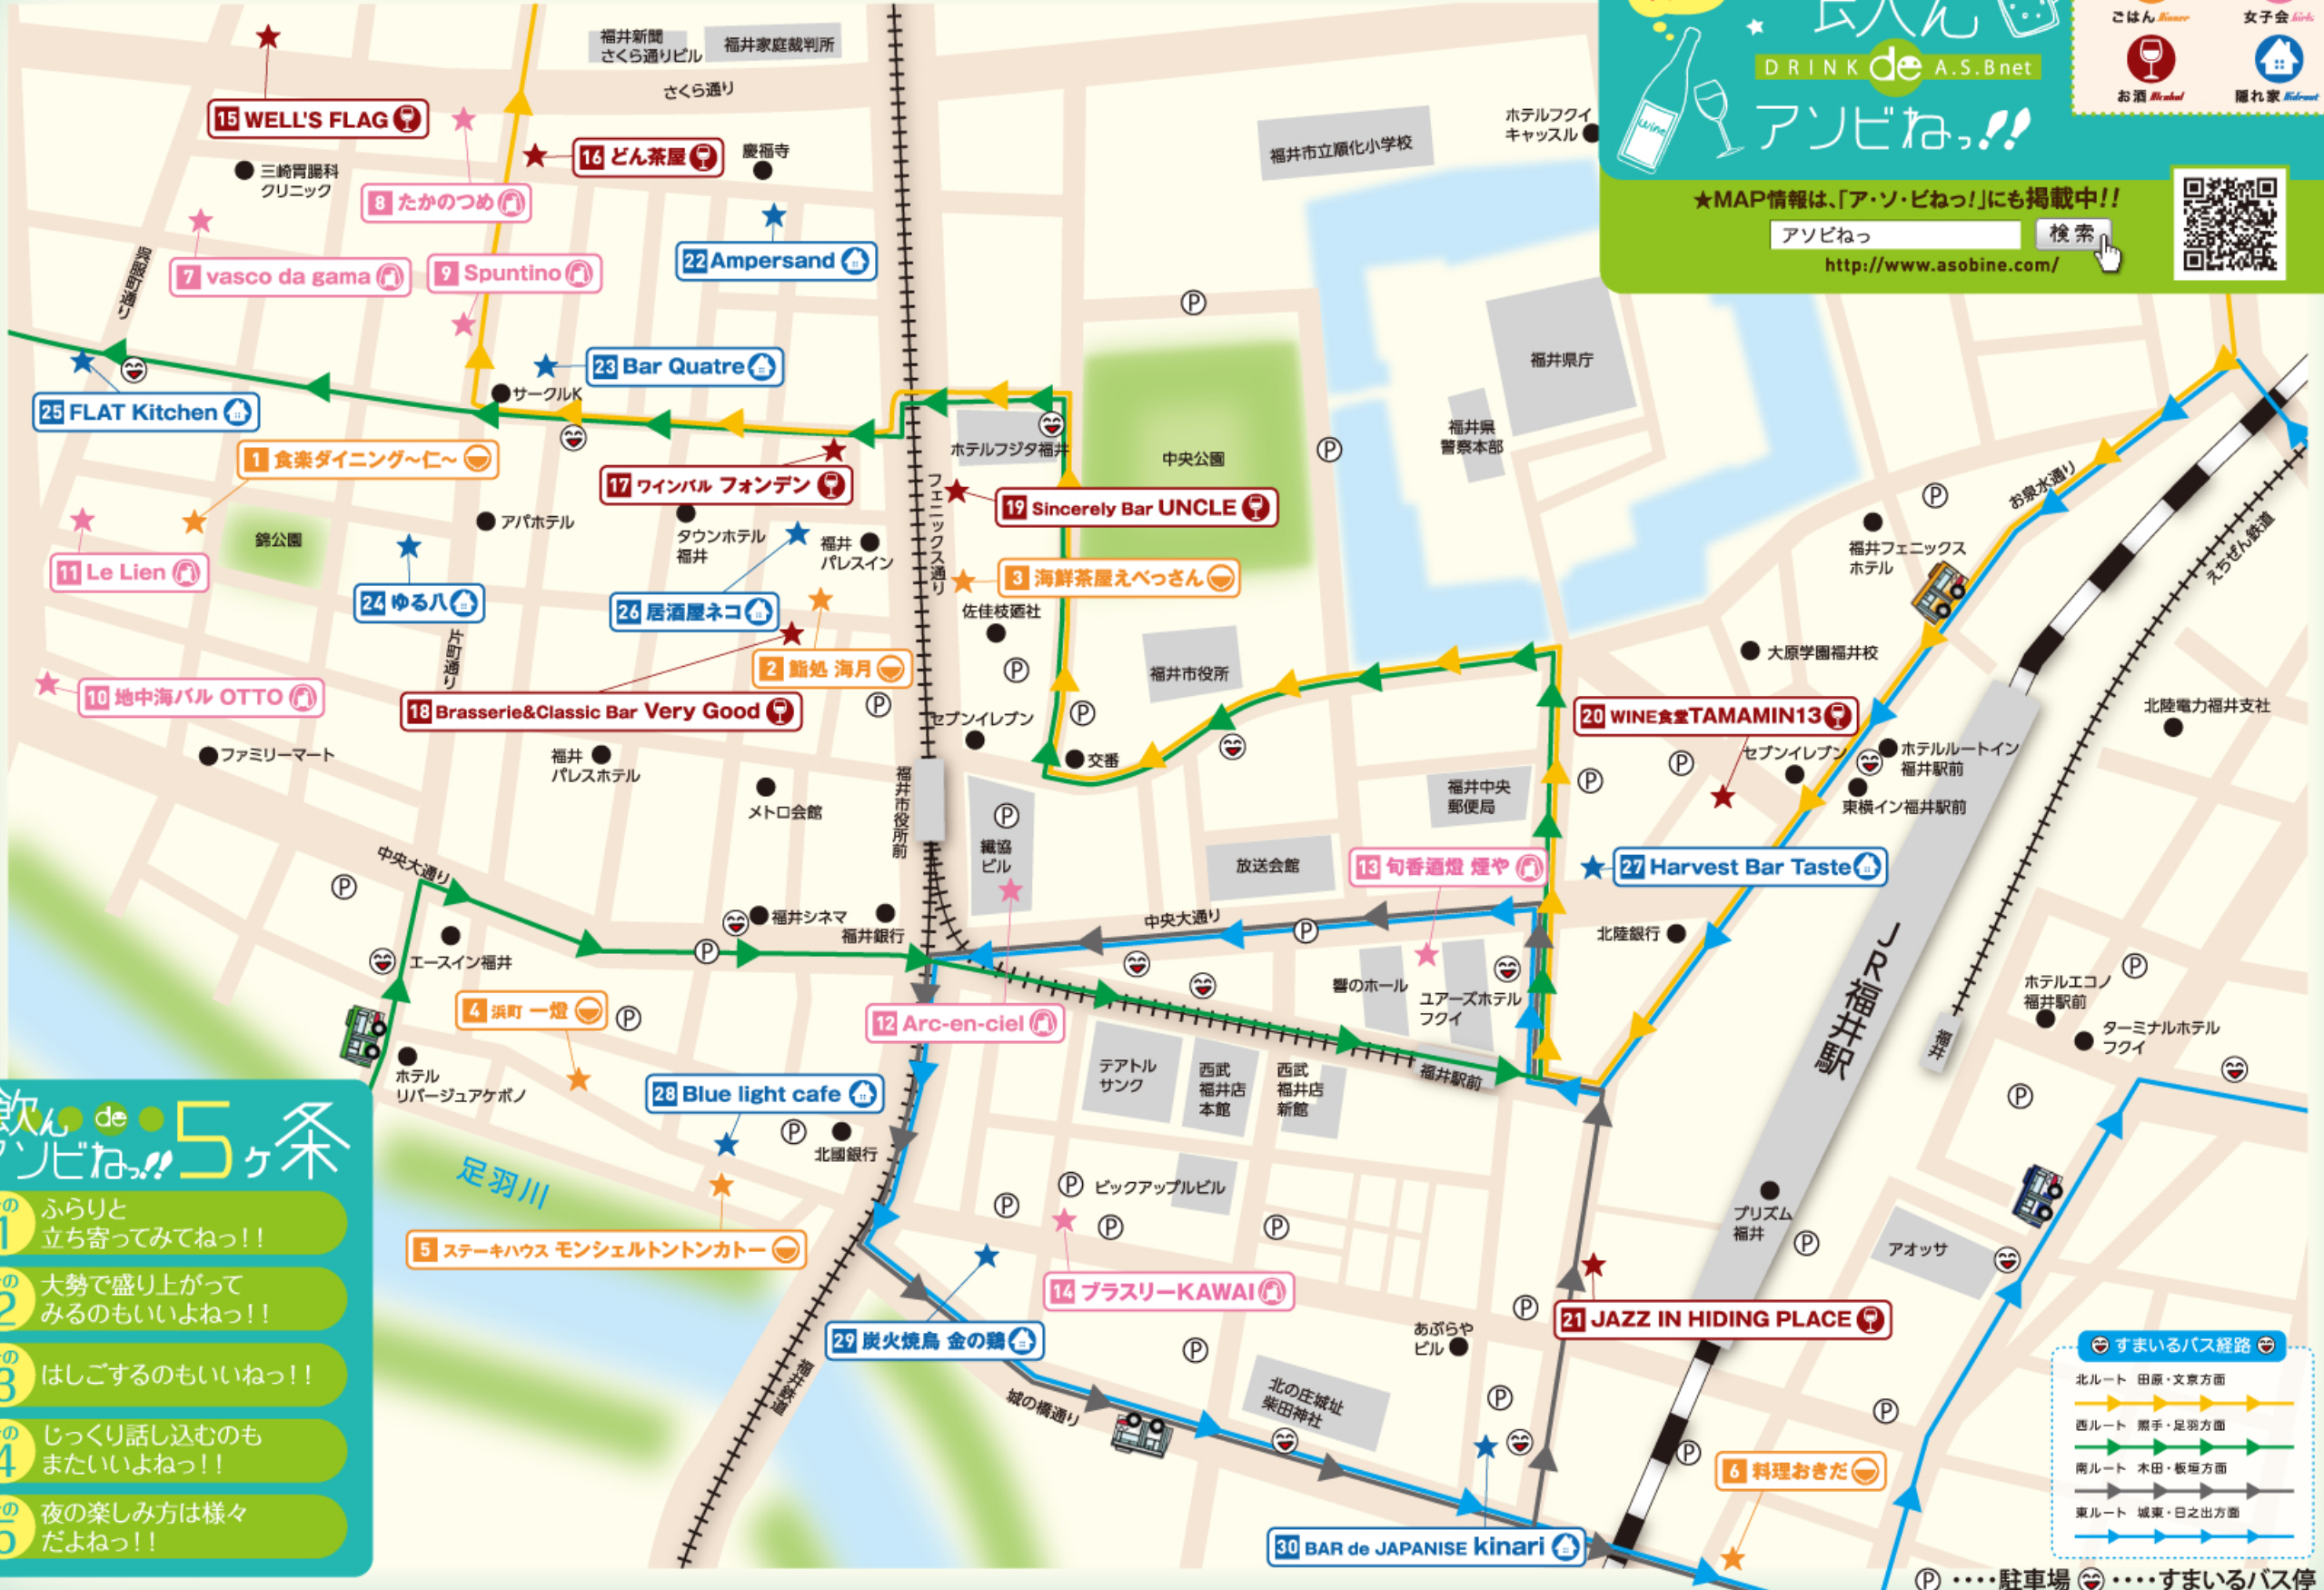 福井新聞
さくら通りビル
福井家庭裁判所
さくら通り
15 WELL'S FLAG
16 どん茶屋
慶福寺
三崎胃腸科
クリニック
8 たかのつめ
7 vasco da gama
9 Spuntino
22 Ampersand
呉服町通り
福井市立順化小学校
ホテルフクイ
キャッスル
DRINK de A.S.Bnet
アソビねっ!!
ごはん Dinner
女子会 Girls
お酒 Alcohol
隠れ家 Hideout
Wine
★MAP情報は、「ア・ソ・ビねっ!」にも掲載中!!
アソビねっ
検索
http://www.asobine.com/
23 Bar Quatre
サークルK
25 FLAT Kitchen
1 食楽ダイニング〜仁〜
17 ワインバル フォンデン
ホテルフジタ福井
中央公園
福井県庁
福井県
警察本部
フェニックス通り
19 Sincerely Bar UNCLE
お泉水通り
えちぜん鉄道
アパホテル
錦公園
タウンホテル
福井
福井
パレスイン
11 Le Lien
24 ゆる八
26 居酒屋ネコ
3 海鮮茶屋えべっさん
佐佳枝廼社
福井フェニックス
ホテル
片町通り
2 鮨処 海月
福井市役所
大原学園福井校
10 地中海バル OTTO
18 Brasserie&Classic Bar Very Good
セブンイレブン
20 WINE食堂TAMAMIN13
北陸電力福井支社
ファミリーマート
福井
パレスホテル
交番
セブンイレブン
ホテルルートイン
福井駅前
東横イン福井駅前
メトロ会館
福井市役所前
繊協
ビル
福井中央
郵便局
放送会館
13 旬香酒燈 煙や
27 Harvest Bar Taste
中央大通り
中央大通り
福井シネマ
福井銀行
北陸銀行
エースイン福井
響のホール
ユアーズホテル
フクイ
JR福井駅
福井
ホテルエコノ
福井駅前
ターミナルホテル
フクイ
4 浜町 一燈
12 Arc-en-ciel
ホテル
リバージュアケボノ
テアトル
サンク
西武
福井店
本館
西武
福井店
新館
福井駅前
28 Blue light cafe
北國銀行
足羽川
ビックアップルビル
5 ステーキハウス モンシェルトントンカトー
14 ブラスリーKAWAI
プリズム
福井
アオッサ
29 炭火焼鳥 金の鶏
21 JAZZ IN HIDING PLACE
あぶらや
ビル
福井鉄道
城の橋通り
北の庄城址
柴田神社
6 料理おきだ
30 BAR de JAPANISE kinari
飲んde
アソビねっ!! 5ヶ条
1 ふらりと
立ち寄ってみてねっ!!
2 大勢で盛り上がって
みるのもいいよねっ!!
3 はしごするのもいいねっ!!
4 じっくり話し込むのも
またいいよねっ!!
夜の楽しみ方は様々
だよねっ!!
すまいるバス経路
北ルート 田原・文京方面
西ルート 照手・足羽方面
南ルート 木田・板垣方面
東ルート 城東・日之出方面
Ⓟ ・・・・駐車場 ・・・・すまいるバス停